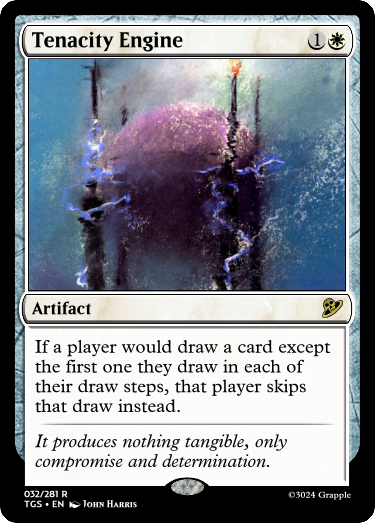 Tenacity Engine 1
Artifact
If a player would draw a card except
the first one they draw in each of
their draw steps, that player skips
that draw instead.
It produces nothing tangible, only
compromise and determination.
032/281 R
TGS • EN John Harris
©3024 Grapple